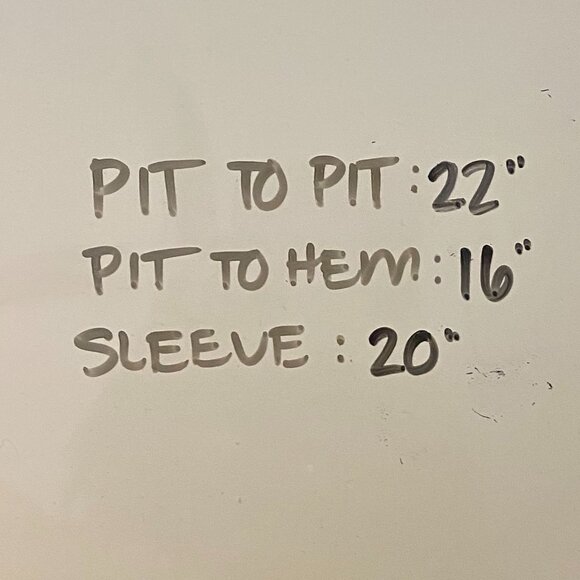 PIT TO PIT : 22"
PIT TO HEM : 16"
SLEEVE : 20"